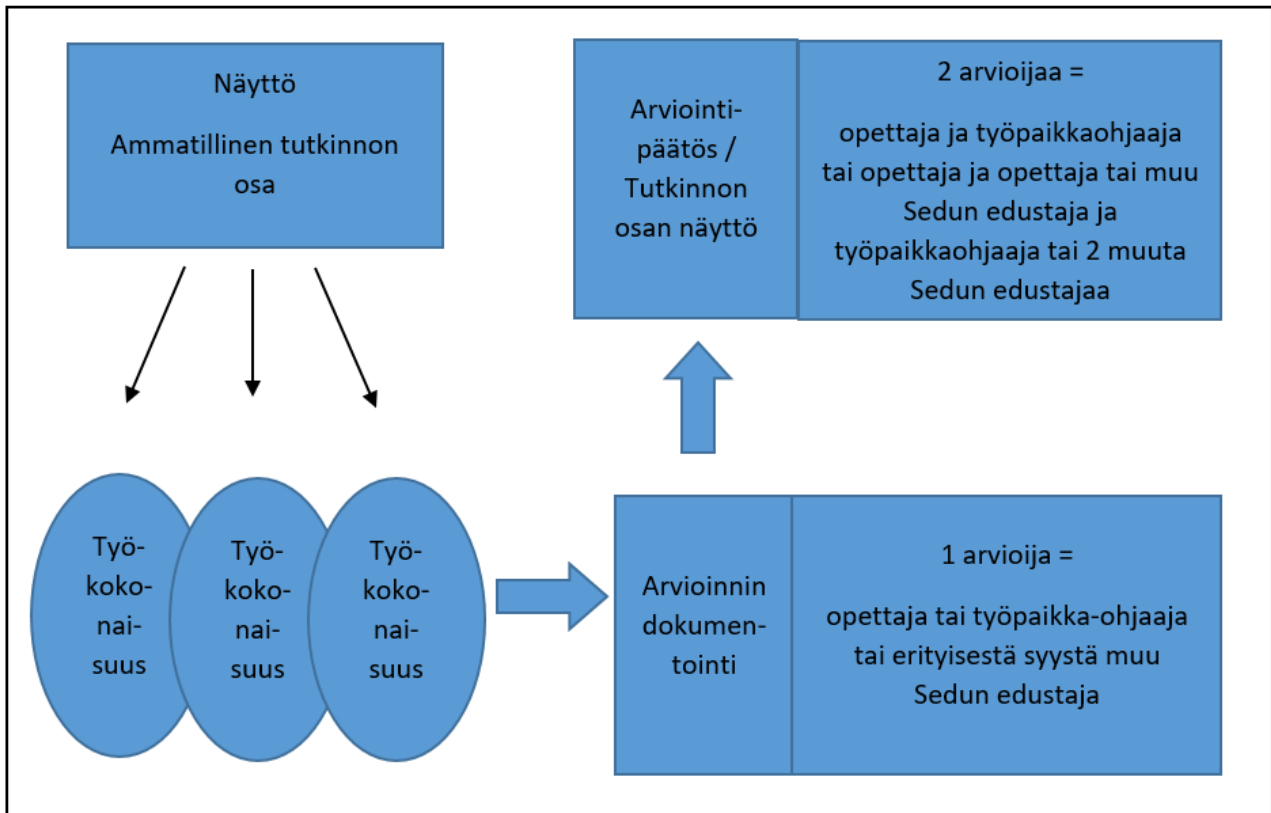 Näyttö
Ammatillinen tutkinnon
osa
Työ-
koko-
nai-
suus
Työ-
koko-
nai-
suus
Työ-
koko-
nai-
suus
Arvioinnin
dokumen-
tointi
1 arvioija =
opettaja tai työpaikka-ohjaaja
tai erityisestä syystä muu
Sedun edustaja
Arviointi-
päätös /
Tutkinnon
osan näyttö
2 arvioijaa =
opettaja ja työpaikkaohjaaja
tai opettaja ja opettaja tai muu
Sedun edustaja ja
työpaikkaohjaaja tai 2 muuta
Sedun edustajaa